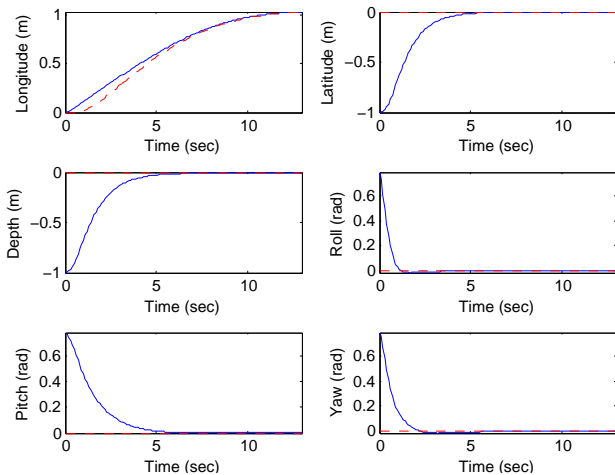 1
0.5
0
Longitude (m)
0 5 10
Time (sec)
0
−0.5
−1
Latitude (m)
0 5 10
Time (sec)
0
−0.5
−1
Depth (m)
0 5 10
Time (sec)
0.6
0.4
0.2
0
Roll (rad)
0 5 10
Time (sec)
0.6
0.4
0.2
0
Pitch (rad)
0 5 10
Time (sec)
0.6
0.4
0.2
0
Yaw (rad)
0 5 10
Time (sec)